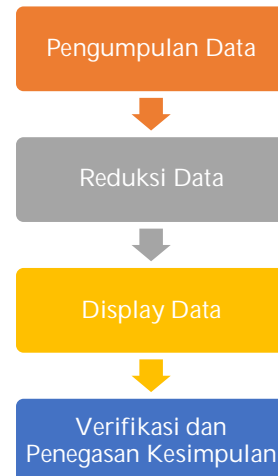 Pengumpulan Data
Reduksi Data
Display Data
Verifikasi dan
Penegasan Kesimpulan